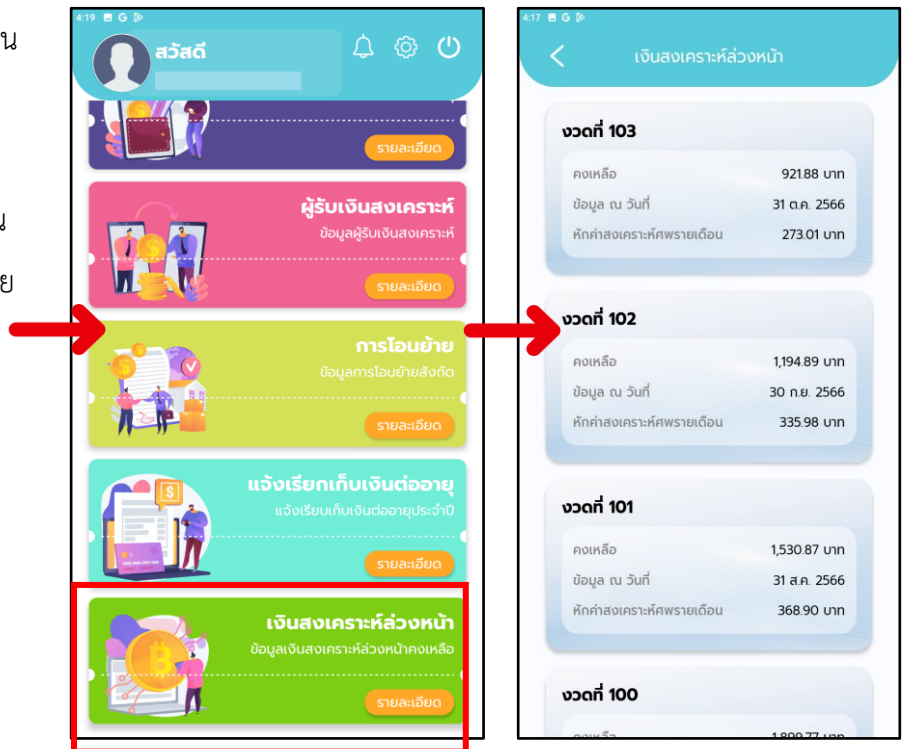 น
น
ย
4:19
สวัสดี
รายละเอียด
ผู้รับเงินสงเคราะห์
ข้อมูลผู้รับเงินสงเคราะห์
รายละเอียด
การโอนย้าย
ข้อมูลการโอนย้ายสังกัด
รายละเอียด
แจ้งเรียกเก็บเงินต่ออายุ
แจ้งเรียบเก็บเงินต่ออายุประจำปี
รายละเอียด
เงินสงเคราะห์ล่วงหน้า
ข้อมูลเงินสงเคราะห์ล่วงหน้าคงเหลือ
รายละเอียด
4:17
เงินสงเคราะห์ล่วงหน้า
งวดที่ 103
คงเหลือ 921.88 บาท
ข้อมูล ณ วันที่ 31 ต.ค. 2566
หักค่าสงเคราะห์ศพรายเดือน 273.01 บาท
งวดที่ 102
คงเหลือ 1,194.89 บาท
ข้อมูล ณ วันที่ 30 ก.ย. 2566
หักค่าสงเคราะห์ศพรายเดือน 335.98 บาท
งวดที่ 101
คงเหลือ 1,530.87 บาท
ข้อมูล ณ วันที่ 31 ส.ค. 2566
หักค่าสงเคราะห์ศพรายเดือน 368.90 บาท
งวดที่ 100
คงเหลือ 1,899.77 บาท